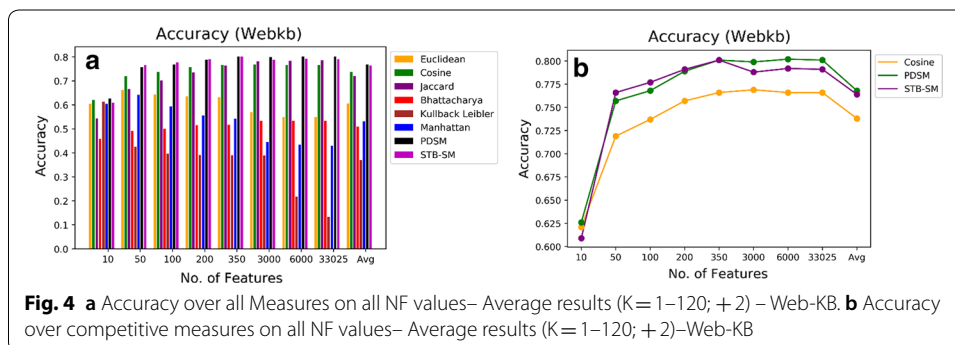 Accuracy (Webkb)
a
0.8
0.7
0.6
0.5
0.4
0.3
0.2
0.1
0.0
Accuracy
10 50 100 200 350 3000 6000 33025 Avg
No. of Features
Euclidean
Cosine
Jaccard
Bhattacharya
Kullback Leibler
Manhattan
PDSM
STB-SM
Accuracy (Webkb)
b
0.800
0.775
0.750
0.725
0.700
0.675
0.650
0.625
0.600
Accuracy
10 50 100 200 350 3000 6000 33025 Avg
No. of Features
Cosine
PDSM
STB-SM
Fig. 4 a Accuracy over all Measures on all NF values– Average results (K = 1–120; + 2) – Web-KB. b Accuracy
over competitive measures on all NF values– Average results (K = 1–120; + 2)–Web-KB